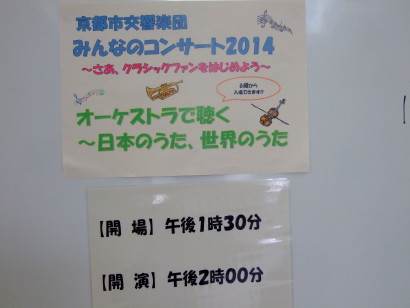 京都市交響楽団
みんなのコンサート2014
～さあ、クラシックファンをはじめよう～
オーケストラで聴く
～日本のうた、世界のうた
【開 場】午後1時30分
【開 演】午後2時00分